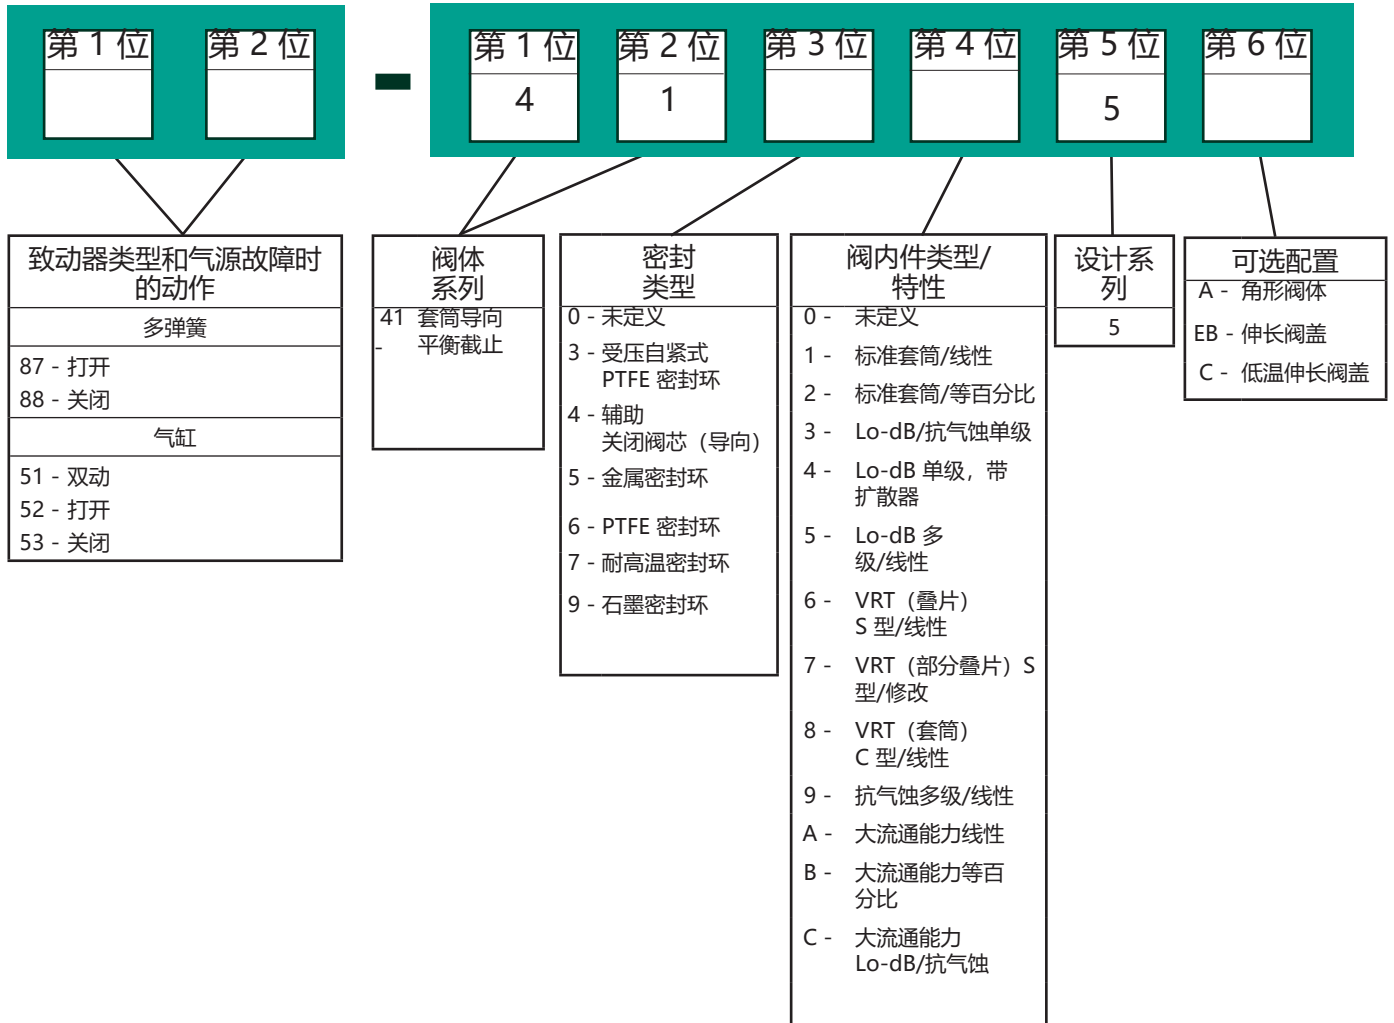 第 1 位
第 2 位
-
第 1 位
第 2 位
第 3 位
第 4 位
第 5 位
第 6 位
4
1
5
致动器类型和气源故障时
的动作
多弹簧
87 - 打开
88 - 关闭
气缸
51 - 双动
52 - 打开
53 - 关闭
阀体
系列
41 套筒导向
- 平衡截止
密封
类型
0 - 未定义
3 - 受压自紧式
PTFE 密封环
4 - 辅助
关闭阀芯（导向）
5 - 金属密封环
6 - PTFE 密封环
7 - 耐高温密封环
9 - 石墨密封环
阀内件类型/
特性
0 - 未定义
1 - 标准套筒/线性
2 - 标准套筒/等百分比
3 - Lo-dB/抗气蚀单级
4 - Lo-dB 单级，带
扩散器
5 - Lo-dB 多
级/线性
6 - VRT（叠片）
S 型/线性
7 - VRT（部分叠片）S
型/修改
8 - VRT（套筒）
C 型/线性
9 - 抗气蚀多级/线性
A - 大流通能力线性
B - 大流通能力等百
分比
C - 大流通能力
Lo-dB/抗气蚀
设计系
列
5
可选配置
A - 角形阀体
EB - 伸长阀盖
C - 低温伸长阀盖